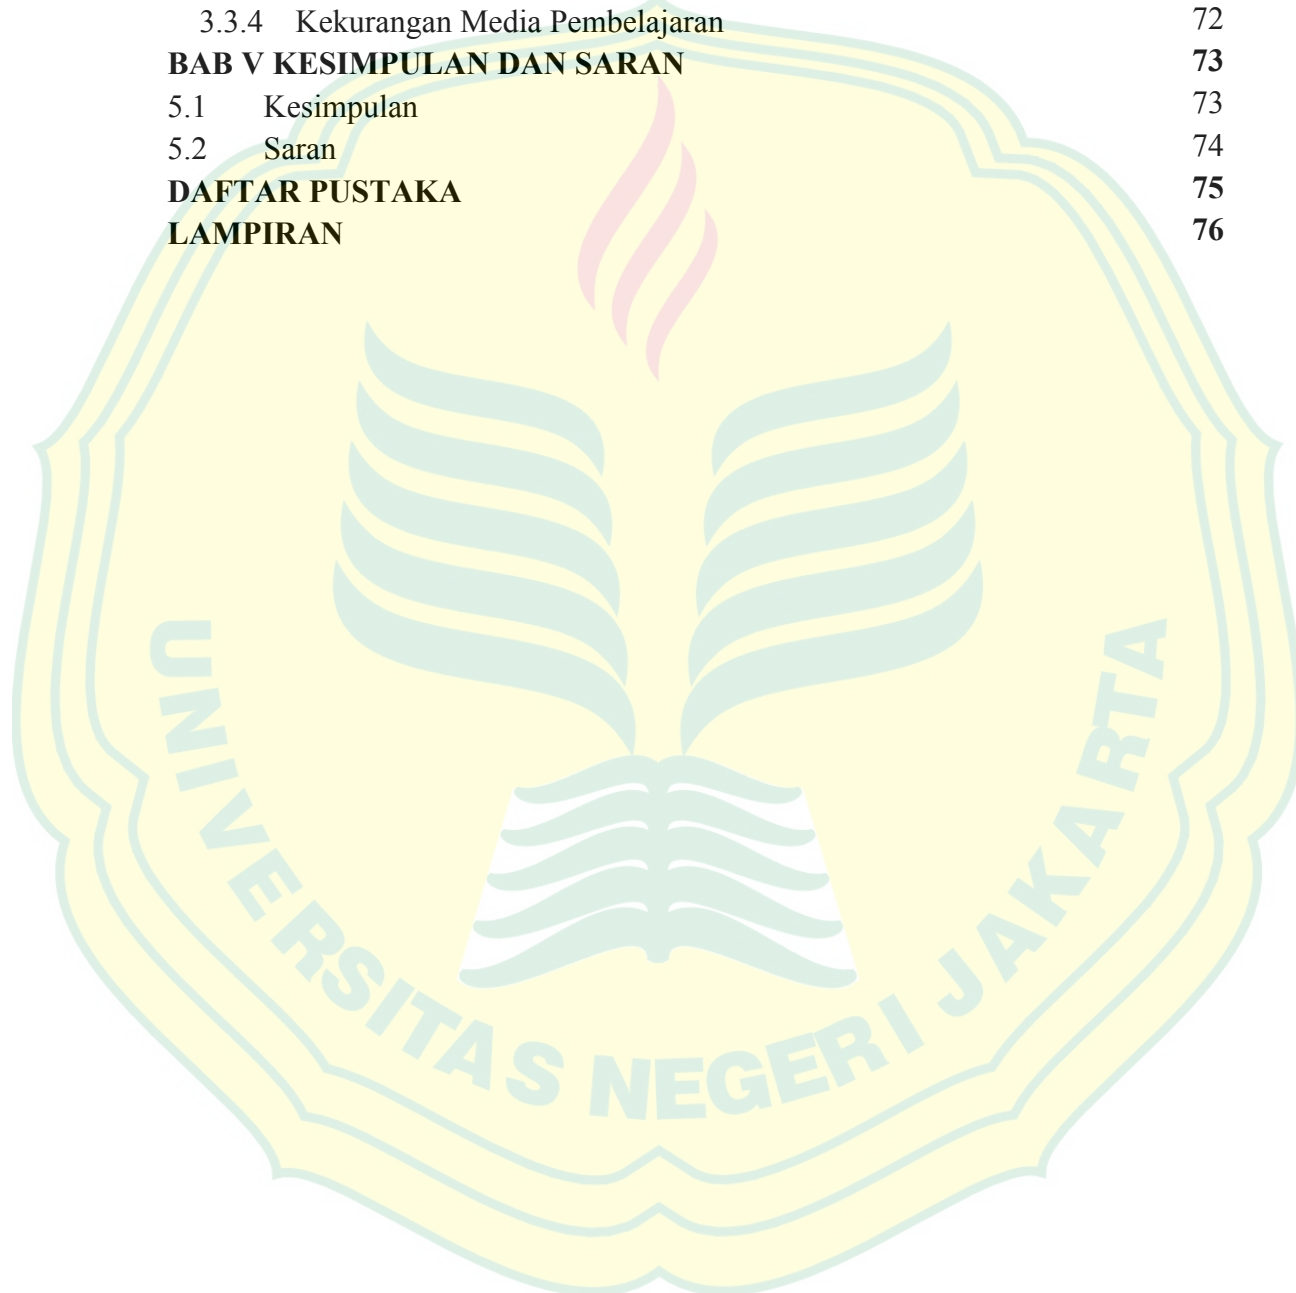 3.3.4 Kekurangan Media Pembelajaran 72
BAB V KESIMPULAN DAN SARAN 73
5.1 Kesimpulan 73
5.2 Saran 74
DAFTAR PUSTAKA 75
LAMPIRAN 76
UNIVERSITAS NEGERI JAKARTA